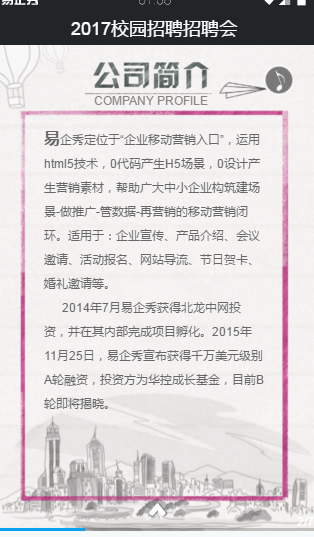 2017校园招聘招聘会
公司简介
COMPANY PROFILE
易企秀定位于“企业移动营销入口”，运用
html5技术，0代码产生H5场景，0设计产
生营销素材，帮助广大中小企业构筑建场
景-做推广-管数据-再营销的移动营销闭
环。适用于：企业宣传、产品介绍、会议
邀请、活动报名、网站导流、节日贺卡、
婚礼邀请等。
2014年7月易企秀获得北龙中网投
资，并在其内部完成项目孵化。2015年
11月25日，易企秀宣布获得千万美元级别
A轮融资，投资方为华控成长基金，目前B
轮即将揭晓。